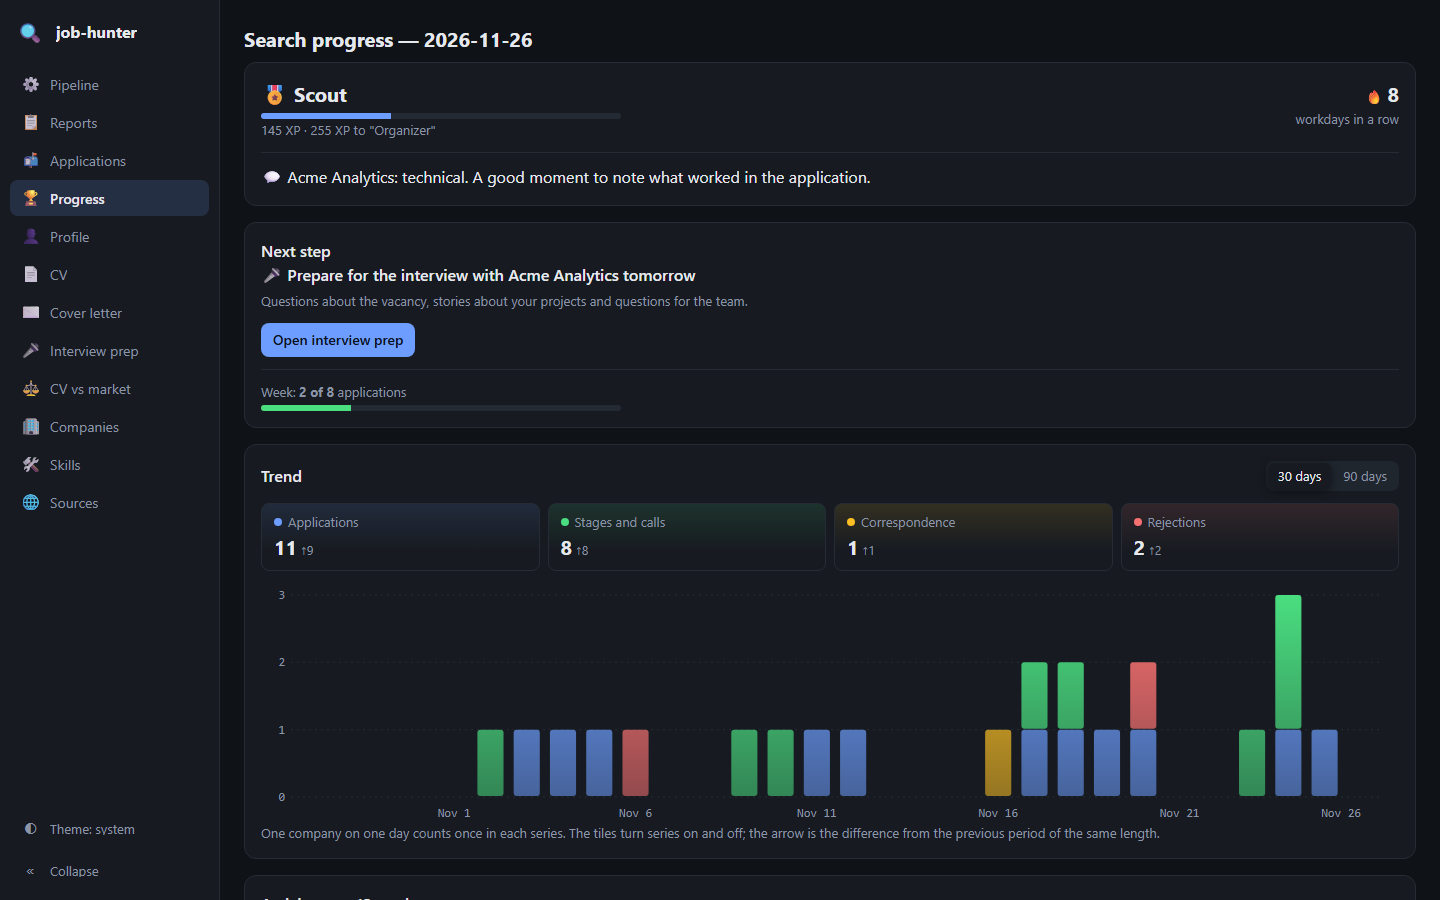 job-hunter
Pipeline
Reports
Applications
Progress
Profile
CV
Cover letter
Interview prep
CV vs market
Companies
Skills
Sources
Theme: system
« Collapse
Search progress — 2026-11-26
Scout
8
145 XP · 255 XP to "Organizer"
workdays in a row
Acme Analytics: technical. A good moment to note what worked in the application.
Next step
Prepare for the interview with Acme Analytics tomorrow
Questions about the vacancy, stories about your projects and questions for the team.
Open interview prep
Week: 2 of 8 applications
Trend
30 days 90 days
Applications
11 ↑9
Stages and calls
8 ↑8
Correspondence
1 ↑1
Rejections
2 ↑2
3
2
1
0
Nov 1 Nov 6 Nov 11 Nov 16 Nov 21 Nov 26
One company on one day counts once in each series. The tiles turn series on and off; the arrow is the difference from the previous period of the same length.